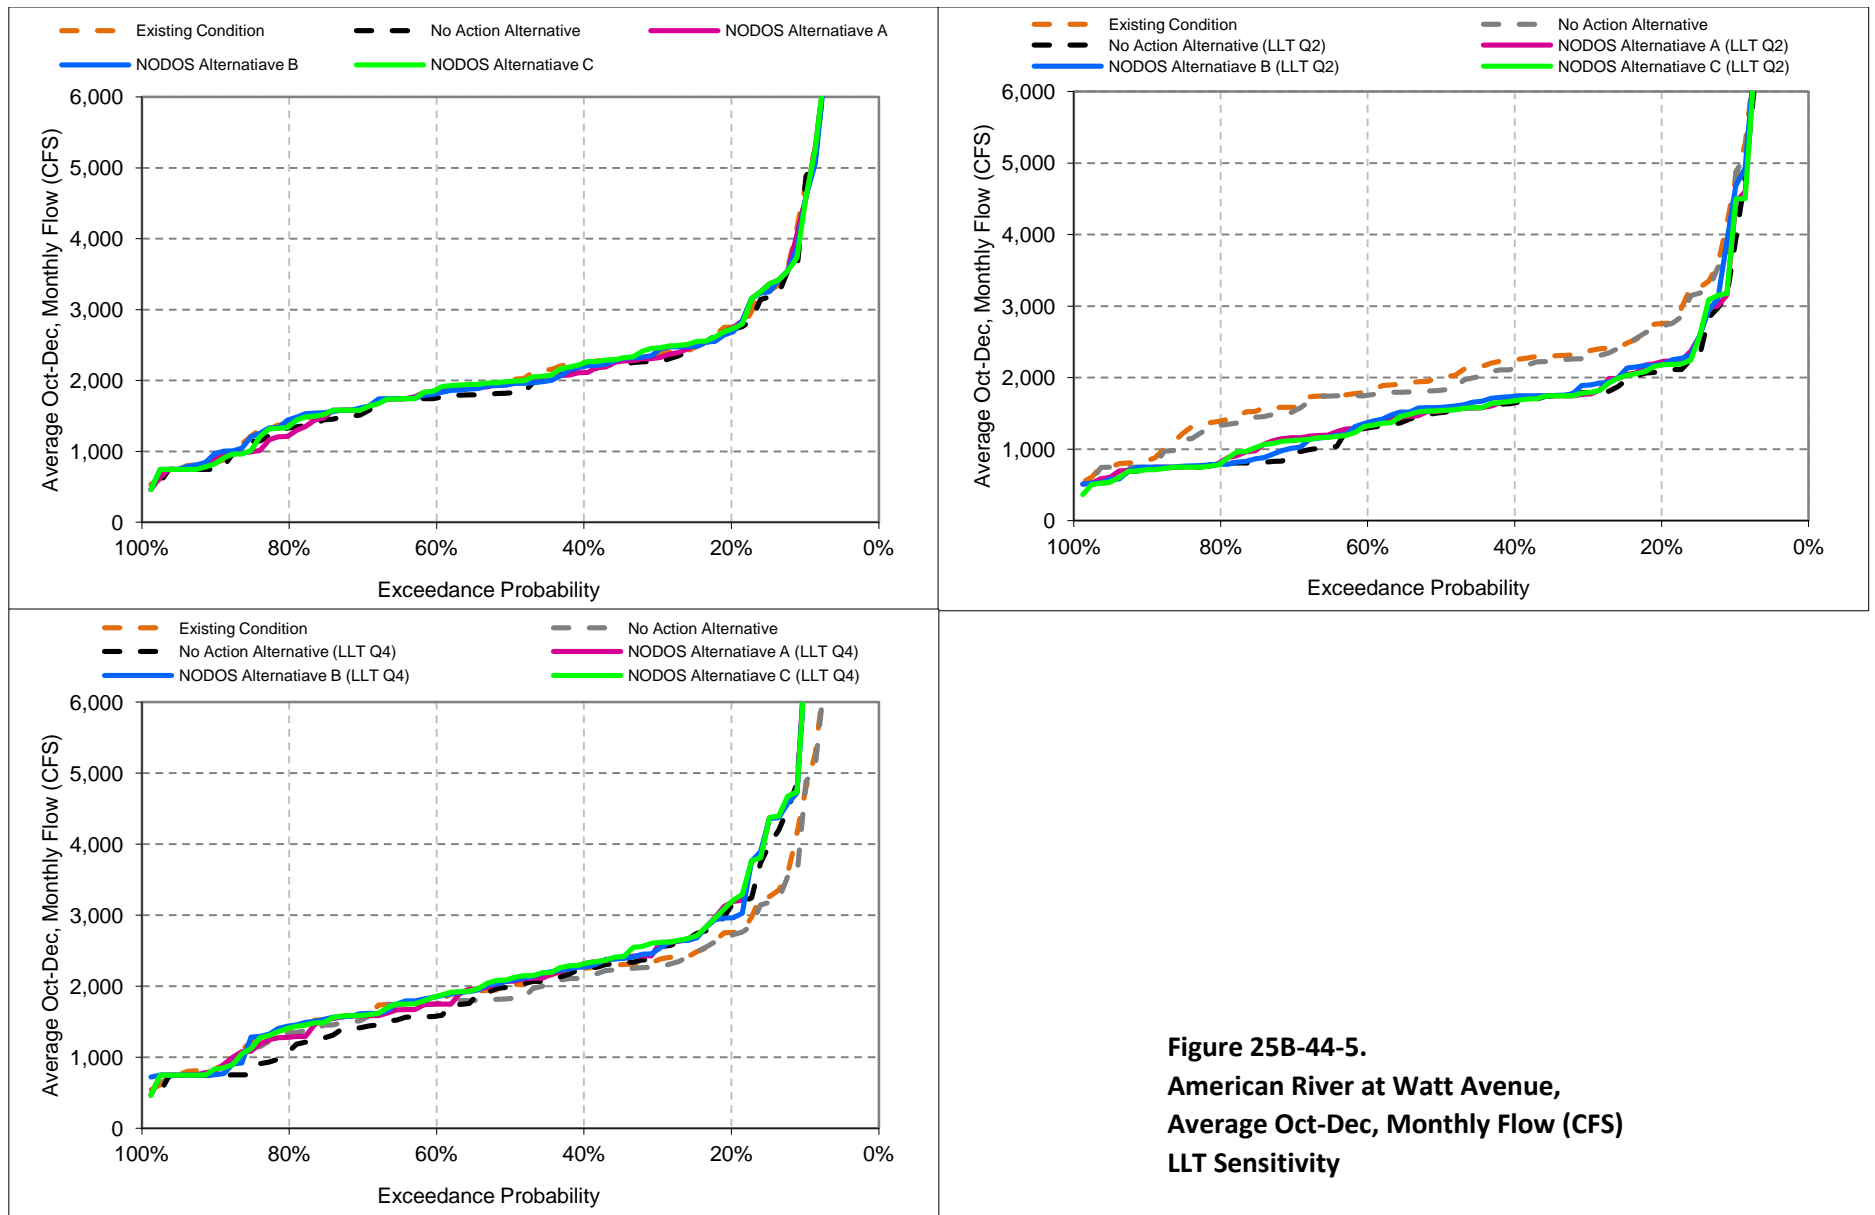 Existing Condition
No Action Alternative
NODOS Alternatiave A
NODOS Alternatiave B
NODOS Alternatiave C
6,000
5,000
4,000
3,000
2,000
1,000
0
Average Oct-Dec, Monthly Flow (CFS)
100%
80%
60%
40%
20%
0%
Exceedance Probability
Existing Condition
No Action Alternative
No Action Alternative (LLT Q2)
NODOS Alternatiave A (LLT Q2)
NODOS Alternatiave B (LLT Q2)
NODOS Alternatiave C (LLT Q2)
6,000
5,000
4,000
3,000
2,000
1,000
0
Average Oct-Dec, Monthly Flow (CFS)
100%
80%
60%
40%
20%
0%
Exceedance Probability
Existing Condition
No Action Alternative
No Action Alternative (LLT Q4)
NODOS Alternatiave A (LLT Q4)
NODOS Alternatiave B (LLT Q4)
NODOS Alternatiave C (LLT Q4)
6,000
5,000
4,000
3,000
2,000
1,000
0
Average Oct-Dec, Monthly Flow (CFS)
100%
80%
60%
40%
20%
0%
Exceedance Probability
Figure 25B-44-5.
American River at Watt Avenue,
Average Oct-Dec, Monthly Flow (CFS)
LLT Sensitivity